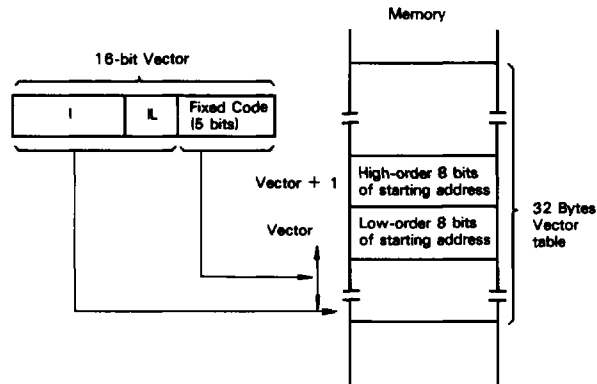 Memory
16-bit Vector
I
IL
Fixed Code
(5 bits)
Vector + 1
High-order 8 bits
of starting address
Vector
Low-order 8 bits
of starting address
32 Bytes
Vector
table